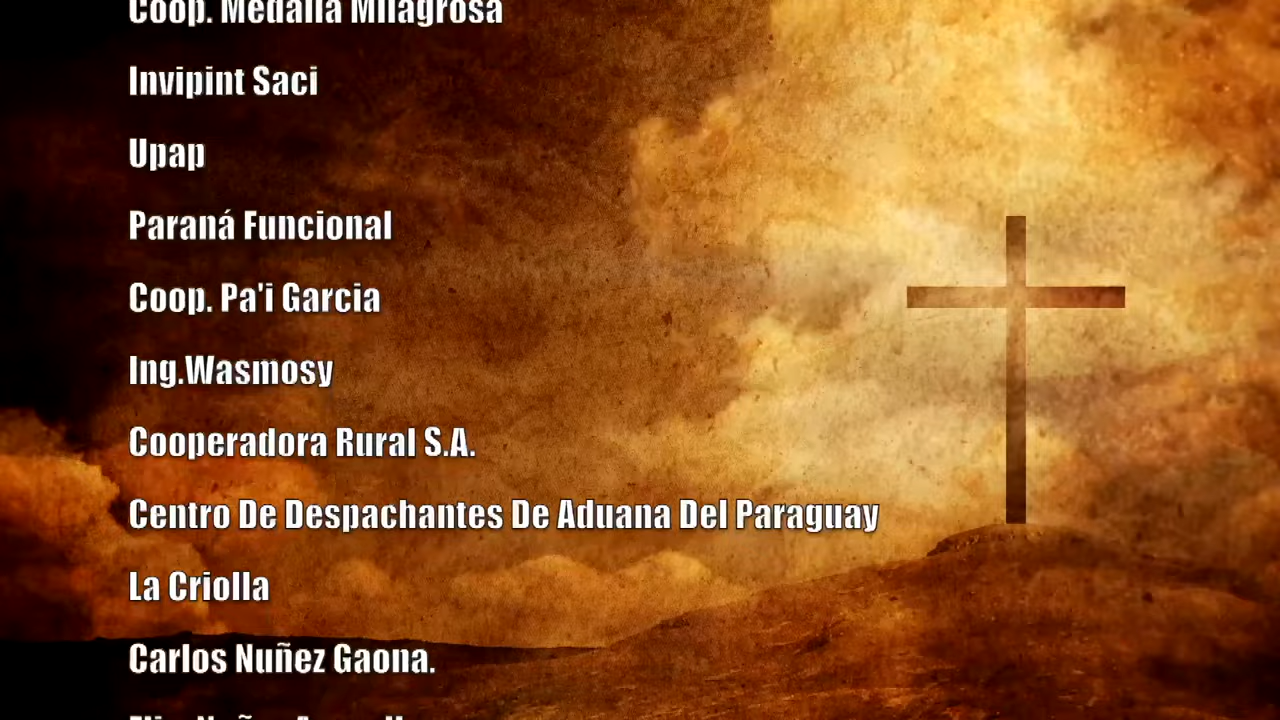 Coop. Medalla Milagrosa
Invipint Saci
Upap
Paraná Funcional
Coop. Pa'i Garcia
Ing.Wasmosy
Cooperadora Rural S.A.
Centro De Despachantes De Aduana Del Paraguay
La Criolla
Carlos Nuñez Gaona.